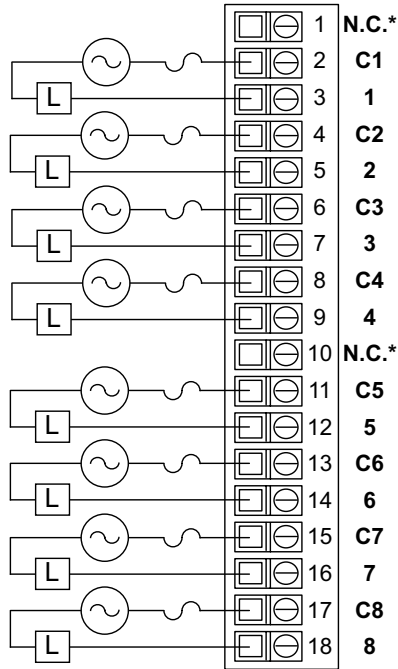 1 N.C.*
2 C1
L 3 1
4 C2
L 5 2
6 C3
L 7 3
8 C4
L 9 4
10 N.C.*
11 C5
L 12 5
13 C6
L 14 6
15 C7
L 16 7
17 C8
L 18 8